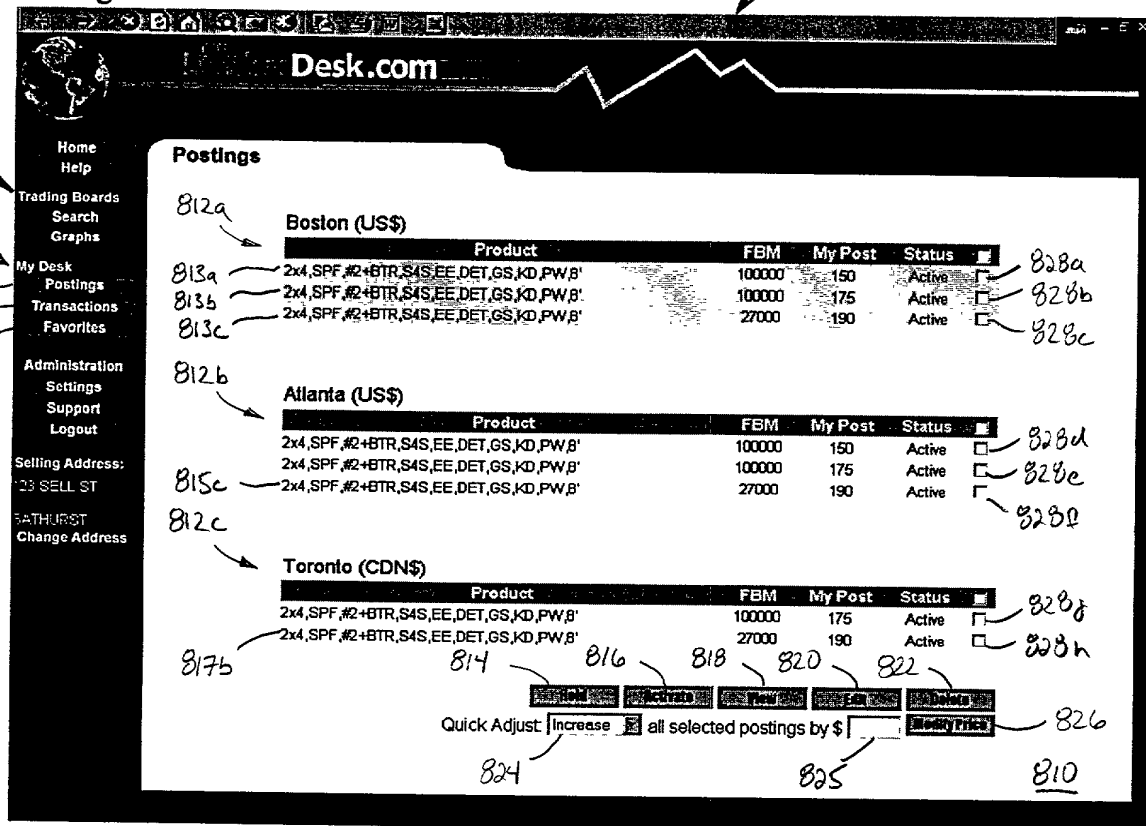 Desk.com
Home
Help
Trading Boards
Search
Graphs
My Desk
Postings
Transactions
Favorites
Administration
Settings
Support
Logout
Selling Address:
123 SELL ST
BATHURST
Change Address
Postings
812a
Boston (US$)
Product FBM My Post Status
813a 2x4,SPF,#2+BTR,S4S,EE,DET,GS,KD,PW,8' 100000 150 Active 828a
813b 2x4,SPF,#2+BTR,S4S,EE,DET,GS,KD,PW,8' 100000 175 Active 828b
813c 2x4,SPF,#2+BTR,S4S,EE,DET,GS,KD,PW,8' 27000 190 Active 828c
812b
Atlanta (US$)
Product FBM My Post Status
2x4,SPF,#2+BTR,S4S,EE,DET,GS,KD,PW,8' 100000 150 Active 828d
2x4,SPF,#2+BTR,S4S,EE,DET,GS,KD,PW,8' 100000 175 Active 828e
815c 2x4,SPF,#2+BTR,S4S,EE,DET,GS,KD,PW,8' 27000 190 Active 828f
812c
Toronto (CDN$)
Product FBM My Post Status
2x4,SPF,#2+BTR,S4S,EE,DET,GS,KD,PW,8' 100000 175 Active 828g
817b 2x4,SPF,#2+BTR,S4S,EE,DET,GS,KD,PW,8' 27000 190 Active 828h
814 816 818 820 822
Hold Activate View Edit Delete
Quick Adjust: Increase all selected postings by $ Modify Price 826
824 825 810